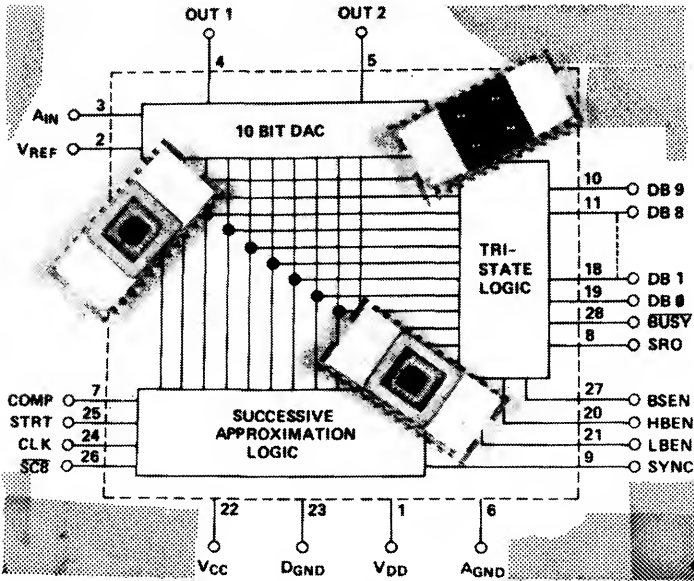 OUT 1
OUT 2
4
5
AIN
3
VREF
2
10 BIT DAC
10
DB 9
11
DB 8
TRI-
STATE
LOGIC
18
DB 1
19
DB 0
28
BUSY
8
SRO
COMP
7
STRT
25
CLK
24
SC8
26
SUCCESSIVE
APPROXIMATION
LOGIC
27
BSEN
20
HBEN
21
LBEN
9
SYNC
22
23
1
6
VCC
DGND
VDD
AGND